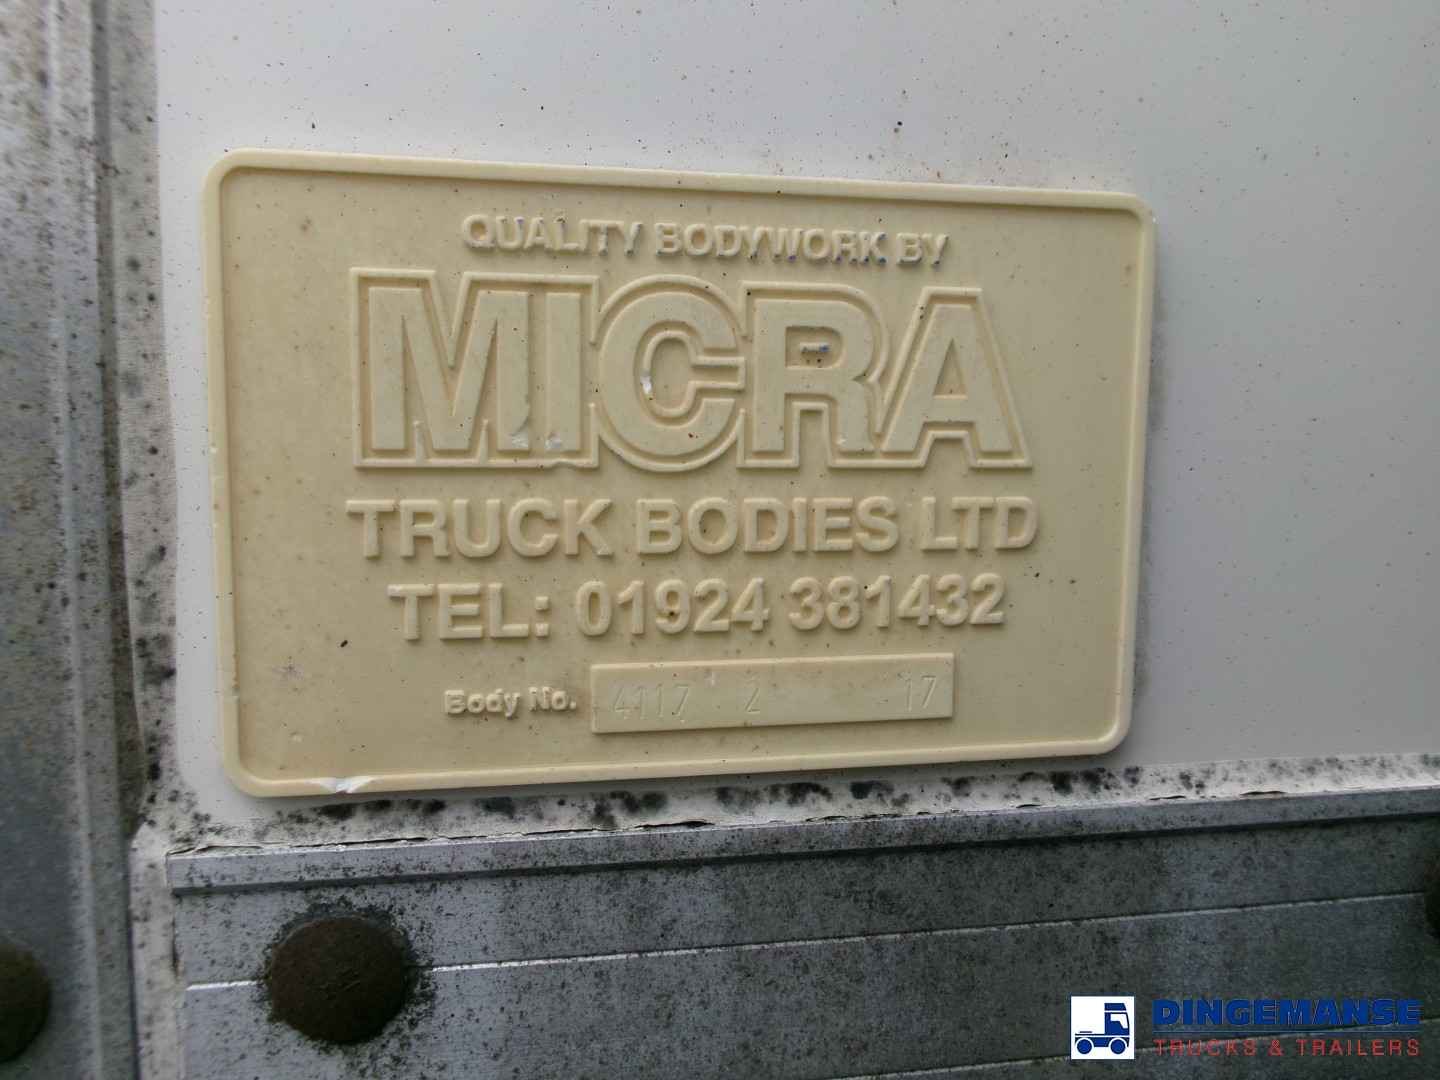 QUALITY BODYWORK BY
MICRA
TRUCK BODIES LTD
TEL: 01924 381432
Body No. 4117 2 17
DINGEMANSE
TRUCKS & TRAILERS